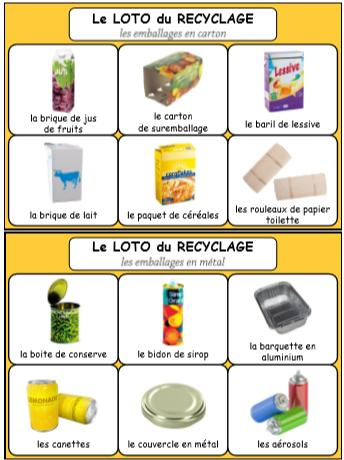 Le LOTO du RECYCLAGE
les emballages en carton
JUS
la brique de jus
de fruits
le carton
de suremballage
Lessive
le baril de lessive
la brique de lait
le paquet de céréales
les rouleaux de papier
toilette
Le LOTO du RECYCLAGE
les emballages en métal
la boite de conserve
le bidon de sirop
la barquette en
aluminium
LEMONADE
les canettes
le couvercle en métal
les aérosols